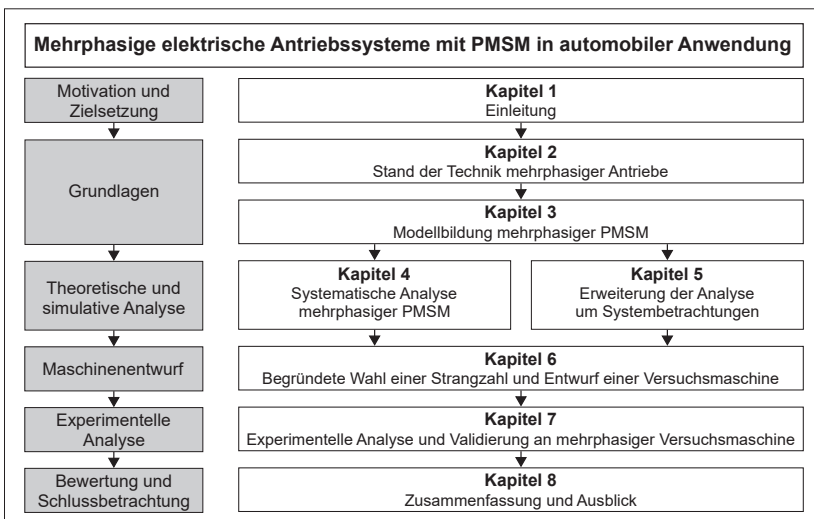 Mehrphasige elektrische Antriebssysteme mit PMSM in automobiler Anwendung
Motivation und
Zielsetzung
Kapitel 1
Einleitung
Grundlagen
Kapitel 2
Stand der Technik mehrphasiger Antriebe
Kapitel 3
Modellbildung mehrphasiger PMSM
Theoretische und
simulative Analyse
Kapitel 4
Systematische Analyse
mehrphasiger PMSM
Kapitel 5
Erweiterung der Analyse
um Systembetrachtungen
Maschinenentwurf
Kapitel 6
Begründete Wahl einer Strangzahl und Entwurf einer Versuchsmaschine
Experimentelle
Analyse
Kapitel 7
Experimentelle Analyse und Validierung an mehrphasiger Versuchsmaschine
Bewertung und
Schlussbetrachtung
Kapitel 8
Zusammenfassung und Ausblick